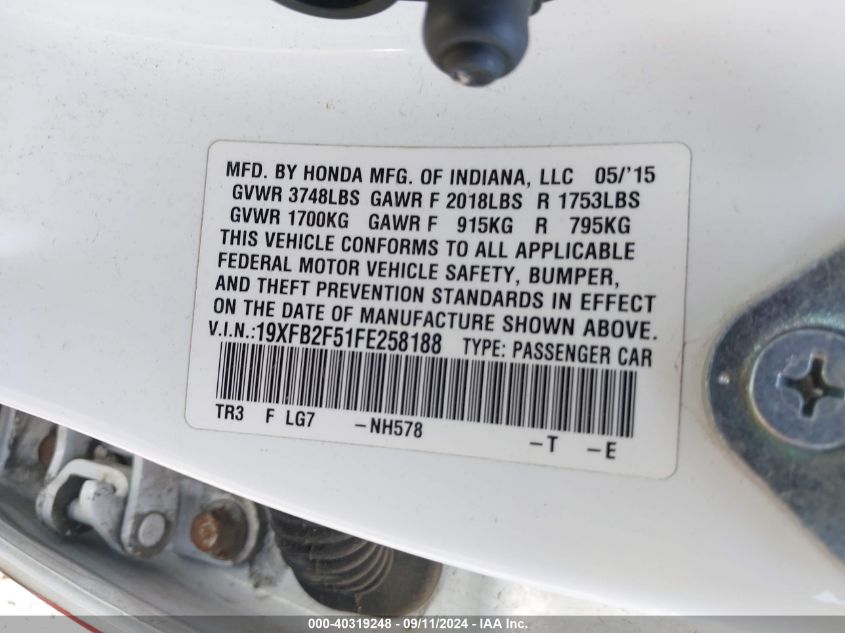 MFD. BY HONDA MFG. OF INDIANA, LLC 05/'15
GVWR 3748LBS GAWR F 2018LBS R 1753LBS
GVWR 1700KG GAWR F 915KG R 795KG
THIS VEHICLE CONFORMS TO ALL APPLICABLE
FEDERAL MOTOR VEHICLE SAFETY, BUMPER,
AND THEFT PREVENTION STANDARDS IN EFFECT
ON THE DATE OF MANUFACTURE SHOWN ABOVE.
V.I.N.:19XFB2F51FE258188 TYPE: PASSENGER CAR
TR3 F LG7 -NH578 -T -E
000-40319248 - 09/11/2024 - IAA Inc.